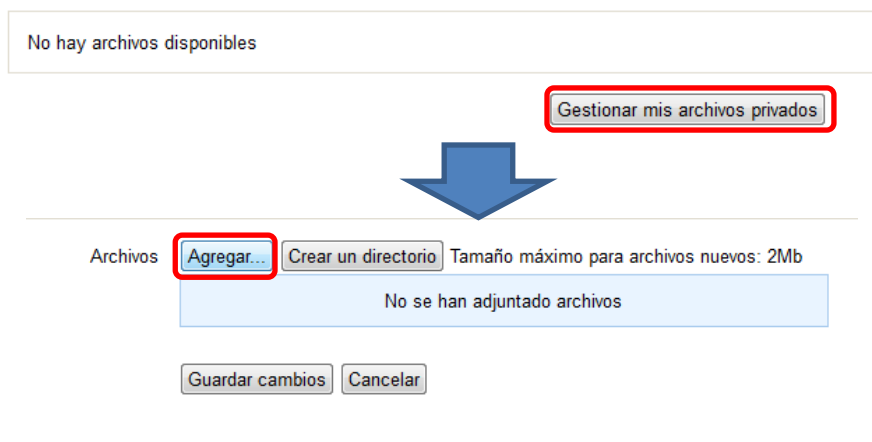 No hay archivos disponibles
Gestionar mis archivos privados
Archivos Agregar... Crear un directorio Tamaño máximo para archivos nuevos: 2Mb
No se han adjuntado archivos
Guardar cambios Cancelar